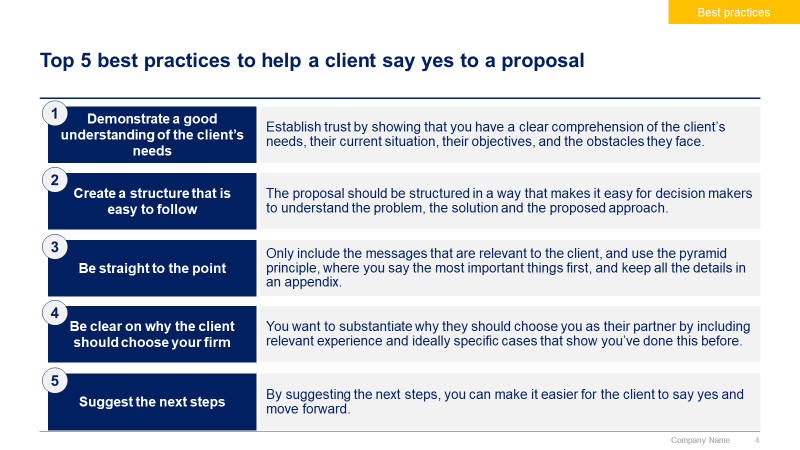 Best practices
Top 5 best practices to help a client say yes to a proposal
1
Demonstrate a good
understanding of the client's
needs
Establish trust by showing that you have a clear comprehension of the client's
needs, their current situation, their objectives, and the obstacles they face.
2
Create a structure that is
easy to follow
The proposal should be structured in a way that makes it easy for decision makers
to understand the problem, the solution and the proposed approach.
3
Be straight to the point
Only include the messages that are relevant to the client, and use the pyramid
principle, where you say the most important things first, and keep all the details in
an appendix.
4
Be clear on why the client
should choose your firm
You want to substantiate why they should choose you as their partner by including
relevant experience and ideally specific cases that show you've done this before.
5
Suggest the next steps
By suggesting the next steps, you can make it easier for the client to say yes and
move forward.
Company Name 4